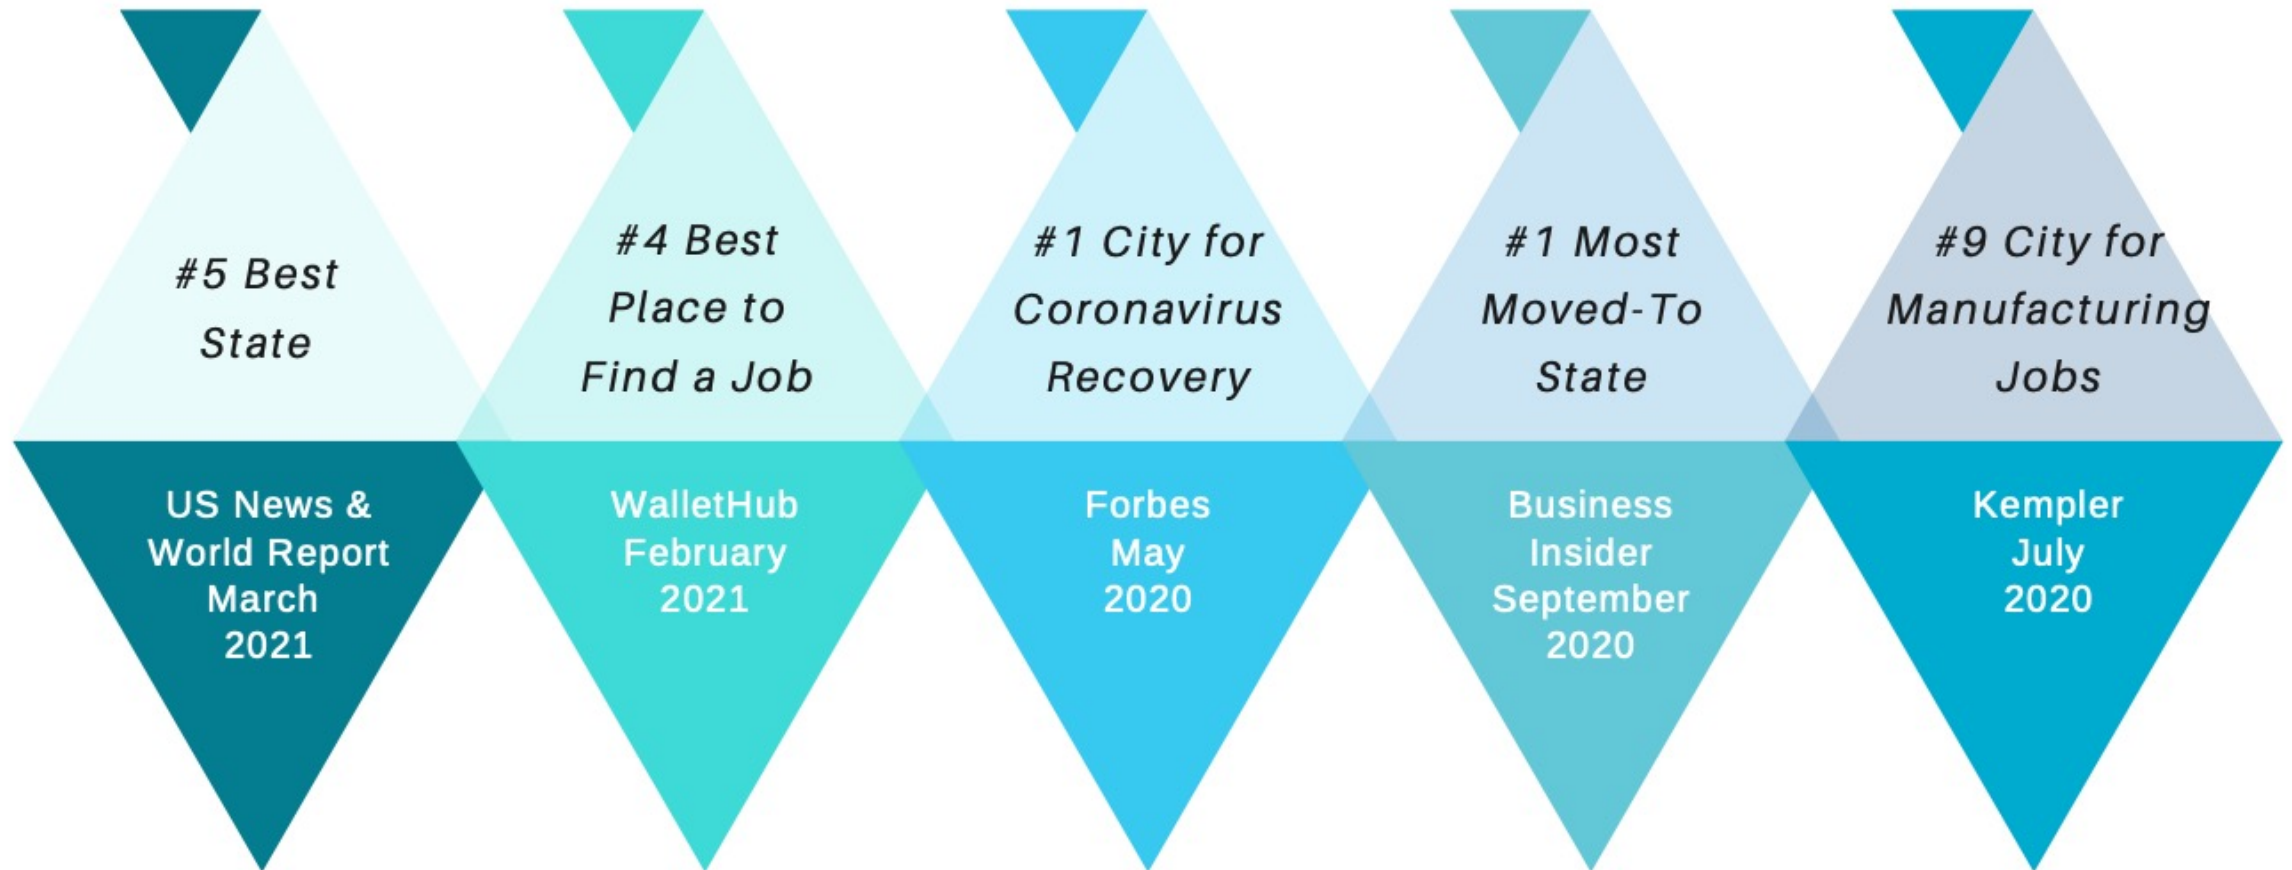 #5 Best
State
US News &
World Report
March
2021
#4 Best
Place to
Find a Job
WalletHub
February
2021
#1 City for
Coronavirus
Recovery
Forbes
May
2020
#1 Most
Moved-To
State
Business
Insider
September
2020
#9 City for
Manufacturing
Jobs
Kempler
July
2020